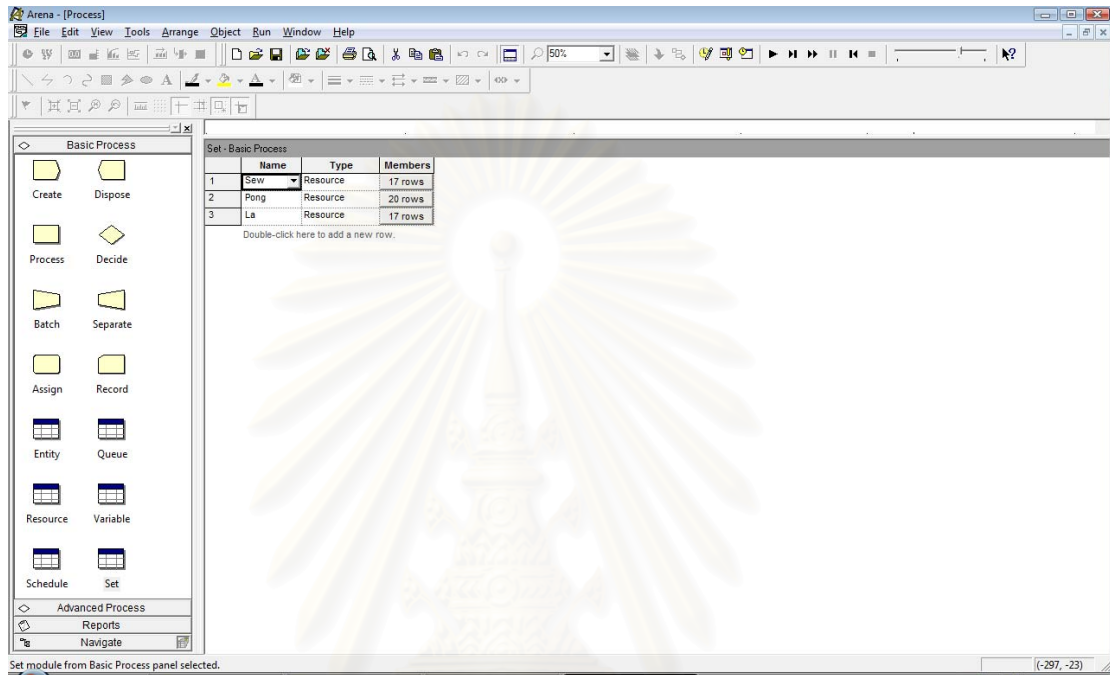 Arena - [Process]
File Edit View Tools Arrange Object Run Window Help
50%
Basic Process
Create Dispose
Process Decide
Batch Separate
Assign Record
Entity Queue
Resource Variable
Schedule Set
Advanced Process
Reports
Navigate
Set - Basic Process
Name Type Members
1 Sew Resource 17 rows
2 Pong Resource 20 rows
3 La Resource 17 rows
Double-click here to add a new row.
Set module from Basic Process panel selected.
(-297, -23)